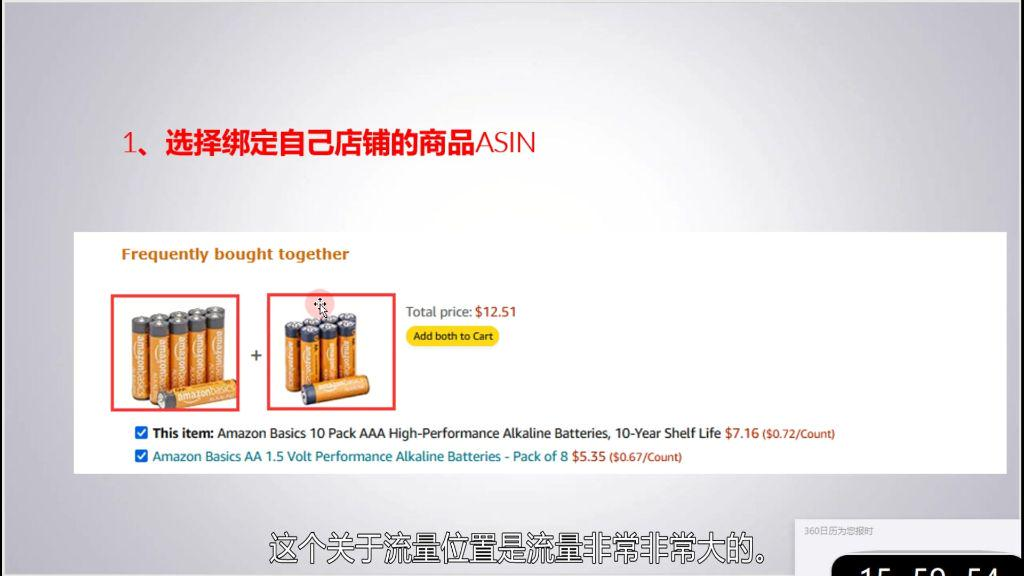 1、选择绑定自己店铺的商品ASIN
Frequently bought together
amazonbasics
+
Total price: $12.51
Add both to Cart
This item: Amazon Basics 10 Pack AAA High-Performance Alkaline Batteries, 10-Year Shelf Life $7.16 ($0.72/Count)
Amazon Basics AA 1.5 Volt Performance Alkaline Batteries - Pack of 8 $5.35 ($0.67/Count)
360日历为您报时
这个关于流量位置是流量非常非常大的。
15 59 54